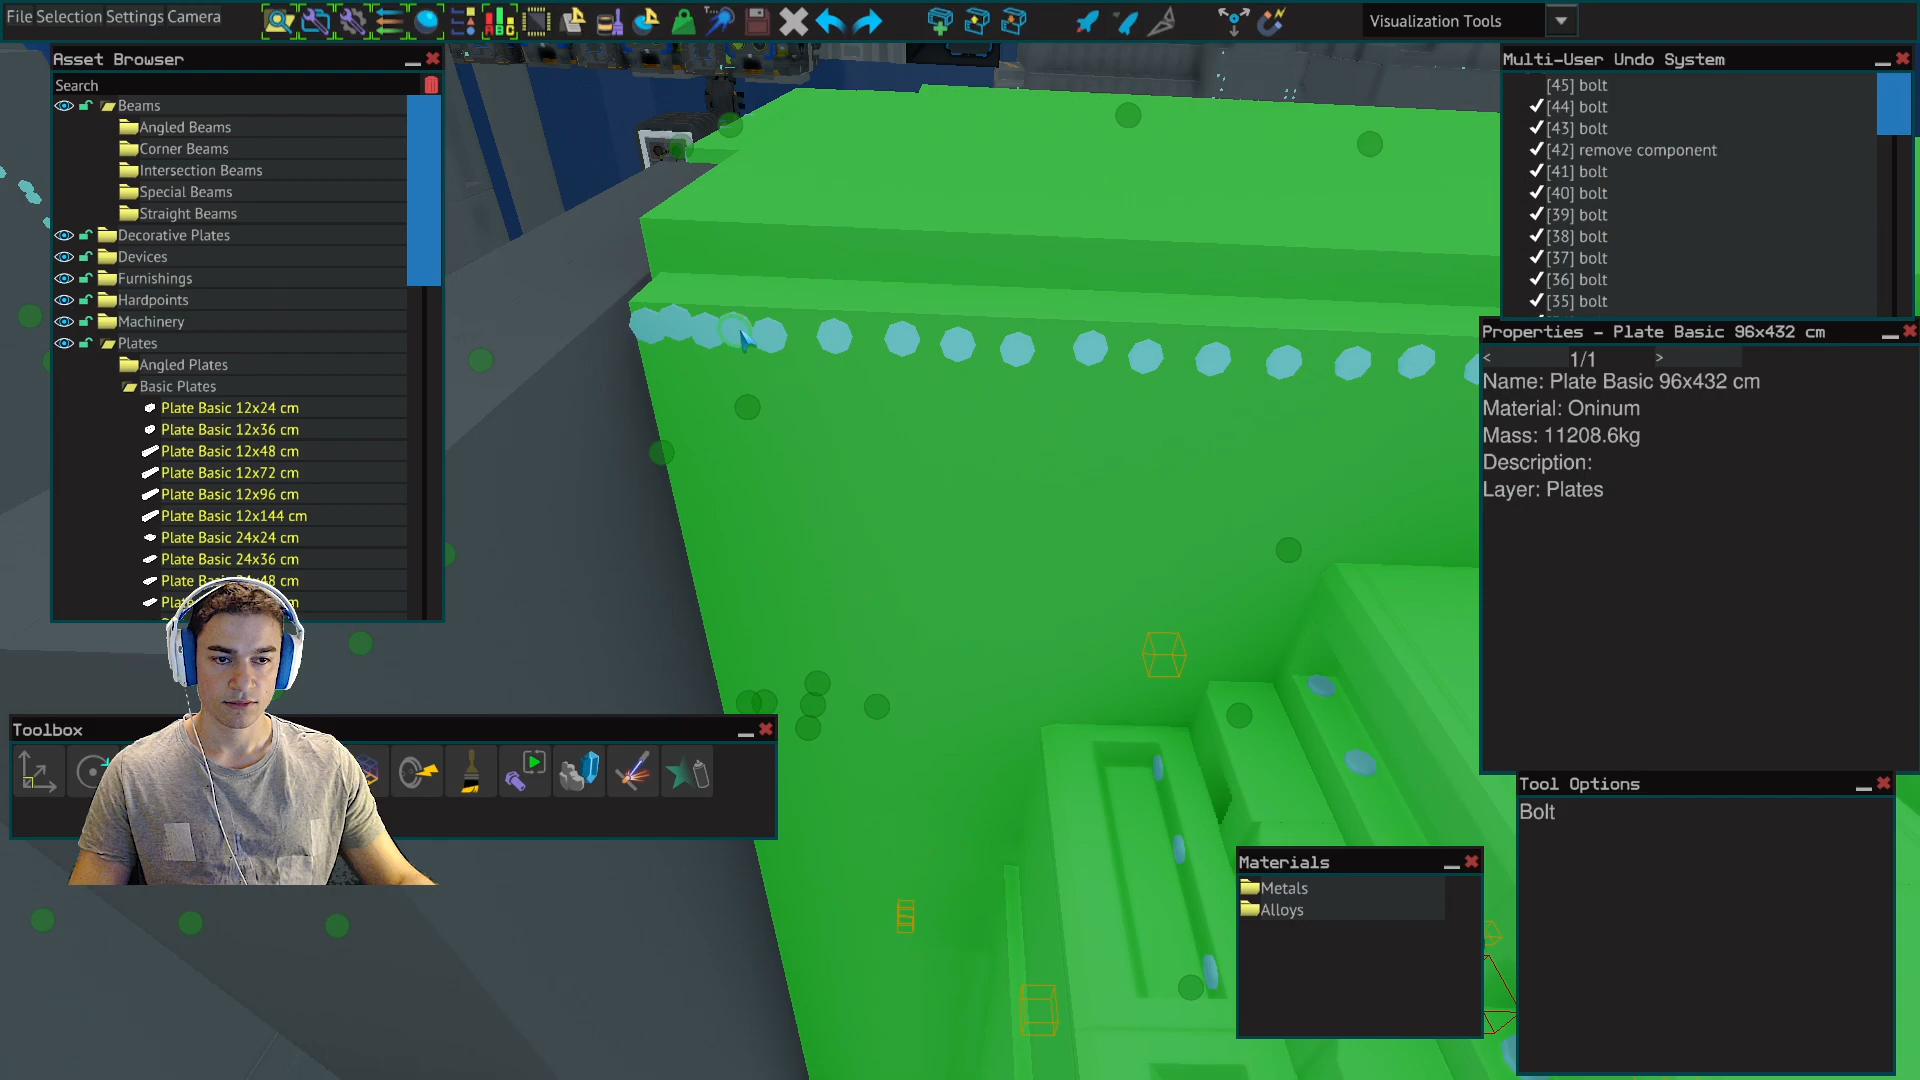 File Selection Settings Camera
Visualization Tools
Asset Browser
Search
Beams
Angled Beams
Corner Beams
Intersection Beams
Special Beams
Straight Beams
Decorative Plates
Devices
Furnishings
Hardpoints
Machinery
Plates
Angled Plates
Basic Plates
Plate Basic 12x24 cm
Plate Basic 12x36 cm
Plate Basic 12x48 cm
Plate Basic 12x72 cm
Plate Basic 12x96 cm
Plate Basic 12x144 cm
Plate Basic 24x24 cm
Plate Basic 24x36 cm
Multi-User Undo System
[45] bolt
[44] bolt
[43] bolt
[42] remove component
[41] bolt
[40] bolt
[39] bolt
[38] bolt
[37] bolt
[36] bolt
[35] bolt
Properties - Plate Basic 96x432 cm
< 1/1 >
Name: Plate Basic 96x432 cm
Material: Oninum
Mass: 11208.6kg
Description:
Layer: Plates
Toolbox
Tool Options
Bolt
Materials
Metals
Alloys